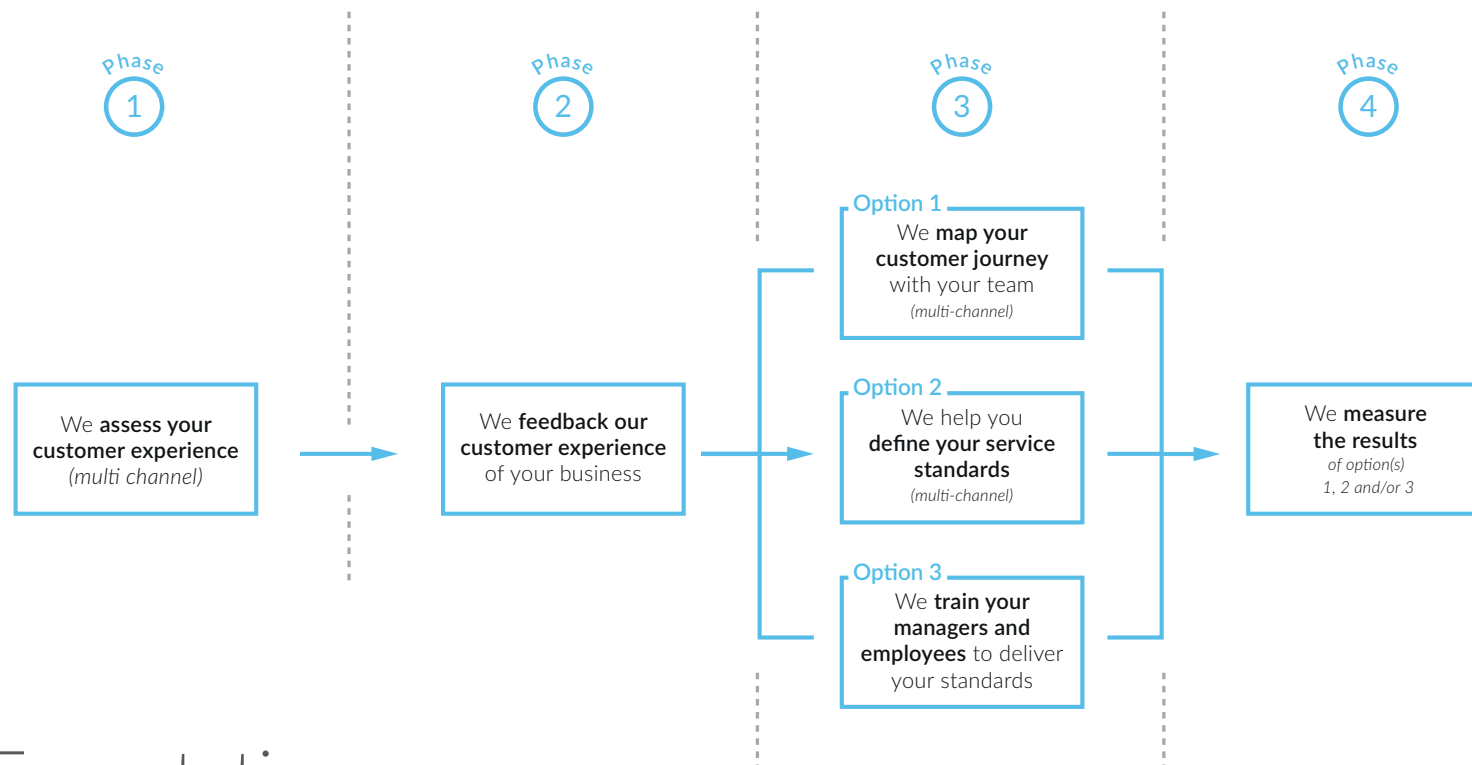 Phase
1
Phase
2
Phase
3
Phase
4
We assess your
customer experience
(multi channel)
We feedback our
customer experience
of your business
Option 1
We map your
customer journey
with your team
(multi-channel)
Option 2
We help you
define your service
standards
(multi-channel)
Option 3
We train your
managers and
employees to deliver
your standards
We measure
the results
of option(s)
1, 2 and/or 3